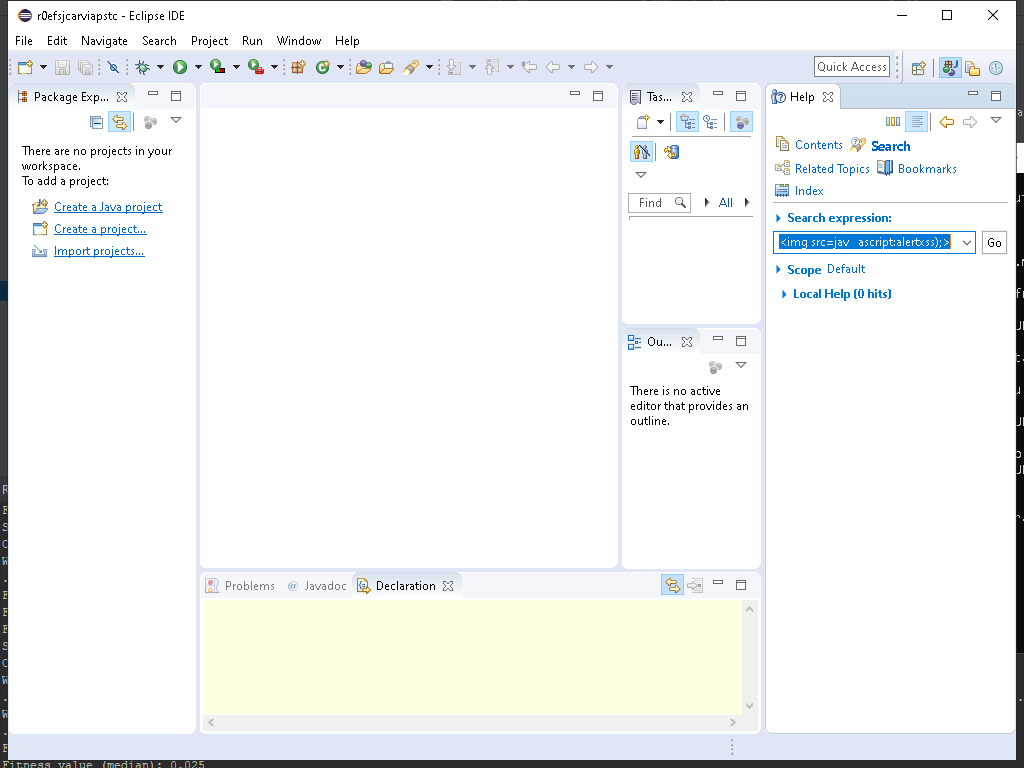 r0efsjcarviapstc - Eclipse IDE
File Edit Navigate Search Project Run Window Help
Quick Access
Package Exp...
There are no projects in your
workspace.
To add a project:
Create a Java project
Create a project...
Import projects...
Tas...
Find
All
Ou...
There is no active
editor that provides an
outline.
Help
Contents Search
Related Topics Bookmarks
Index
Search expression:
<img src=jav ascript:alertxss);>
Go
Scope Default
Local Help (0 hits)
Problems @ Javadoc Declaration
Fitness value (median): 0.025